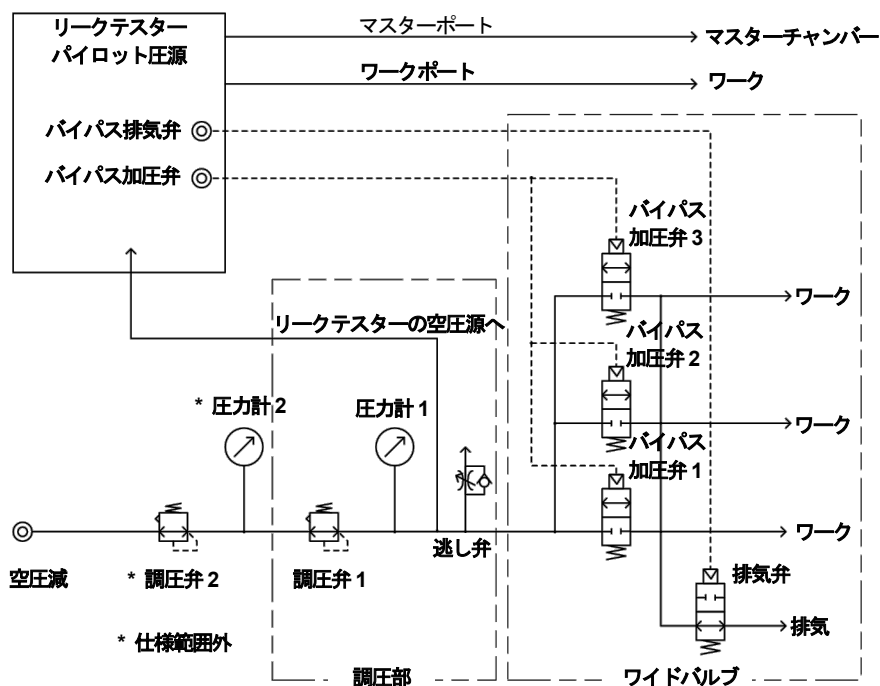 リークテスター
パイロット圧源
マスターポート
マスターチャンバー
ワークポート
ワーク
バイパス排気弁
バイパス加圧弁
バイパス
加圧弁 3
ワーク
リークテスターの空圧源へ
バイパス
加圧弁 2
* 圧力計 2
圧力計 1
ワーク
バイパス
加圧弁 1
ワーク
逃し弁
空圧減
* 調圧弁 2
調圧弁 1
排気弁
排気
* 仕様範囲外
調圧部
ワイドバルブ